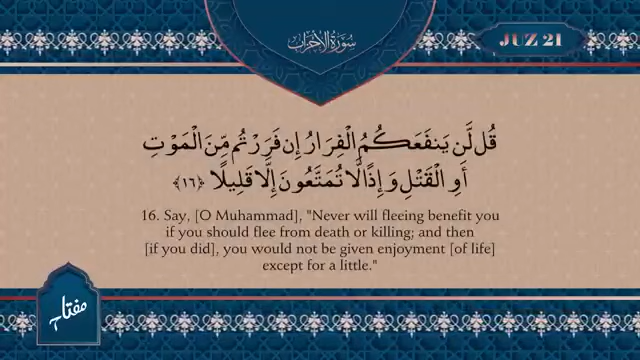 سورة الأحزاب
JUZ 21
قُل لَّن يَنفَعَكُمُ الْفِرَارُ إِن فَرَرْتُم مِّنَ الْمَوْتِ
أَوِ الْقَتْلِ وَإِذًا لَّا تُمَتَّعُونَ إِلَّا قَلِيلًا ﴿١٦﴾
16. Say, [O Muhammad], "Never will fleeing benefit you
if you should flee from death or killing; and then
[if you did], you would not be given enjoyment [of life]
except for a little."
مفتاح